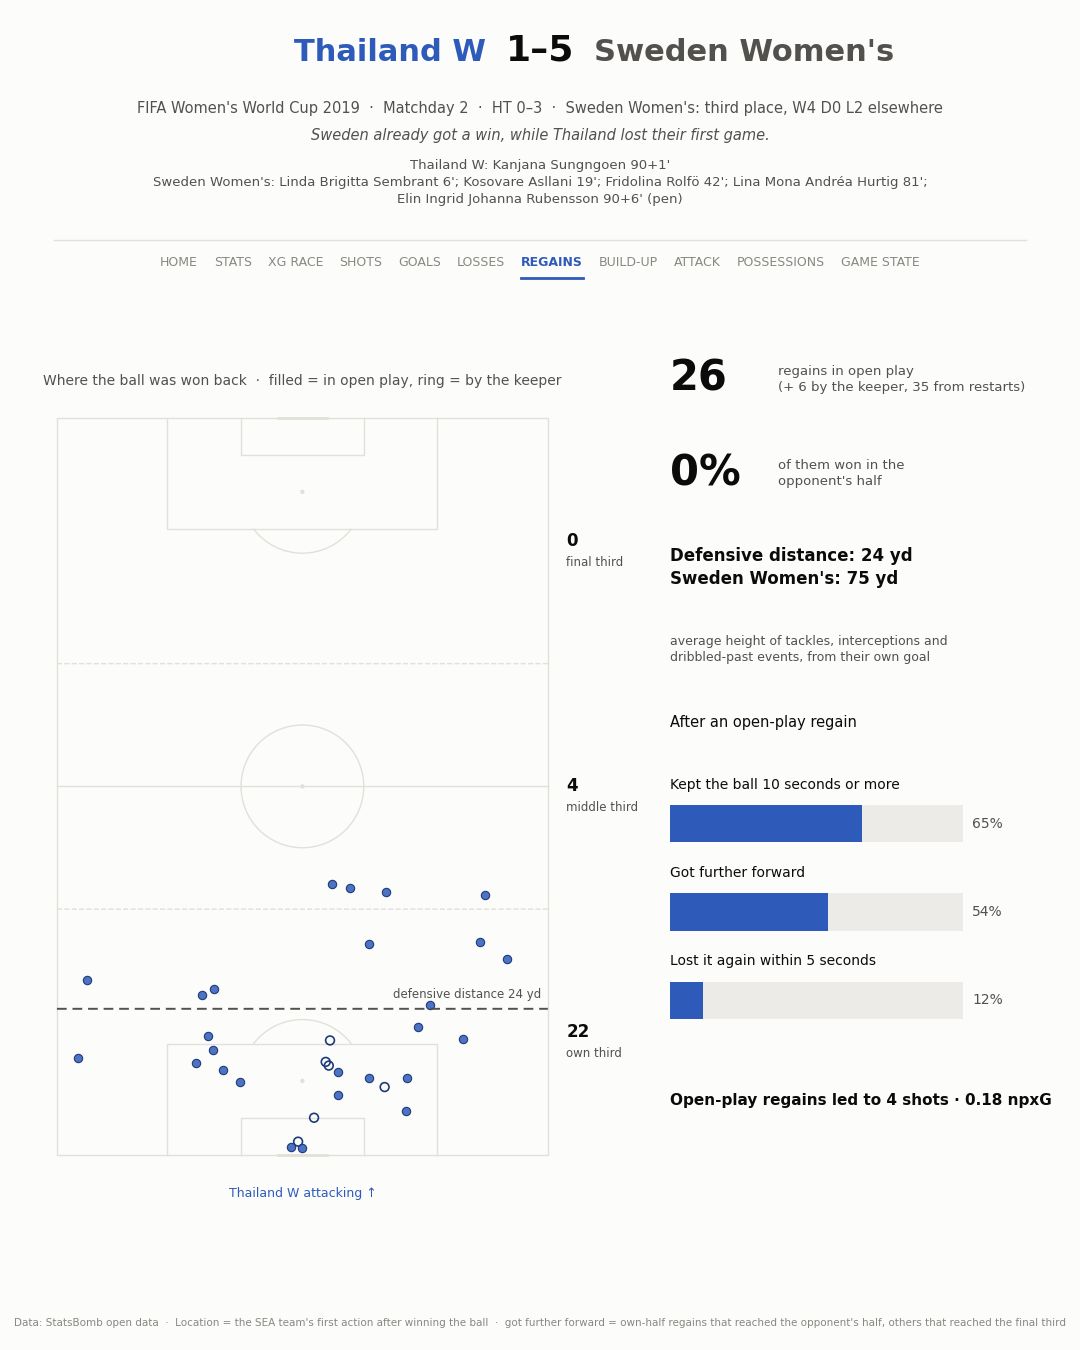 Thailand W 1–5 Sweden Women's
FIFA Women's World Cup 2019 · Matchday 2 · HT 0–3 · Sweden Women's: third place, W4 D0 L2 elsewhere
Sweden already got a win, while Thailand lost their first game.
Thailand W: Kanjana Sungngoen 90+1'
Sweden Women's: Linda Brigitta Sembrant 6'; Kosovare Asllani 19'; Fridolina Rolfö 42'; Lina Mona Andréa Hurtig 81';
Elin Ingrid Johanna Rubensson 90+6' (pen)
HOME STATS XG RACE SHOTS GOALS LOSSES REGAINS BUILD-UP ATTACK POSSESSIONS GAME STATE
Where the ball was won back · filled = in open play, ring = by the keeper
0
final third
4
middle third
defensive distance 24 yd
22
own third
Thailand W attacking ↑
26
regains in open play
(+ 6 by the keeper, 35 from restarts)
0%
of them won in the
opponent's half
Defensive distance: 24 yd
Sweden Women's: 75 yd
average height of tackles, interceptions and
dribbled-past events, from their own goal
After an open-play regain
Kept the ball 10 seconds or more
65%
Got further forward
54%
Lost it again within 5 seconds
12%
Open-play regains led to 4 shots · 0.18 npxG
Data: StatsBomb open data · Location = the SEA team's first action after winning the ball · got further forward = own-half regains that reached the opponent's half, others that reached the final third